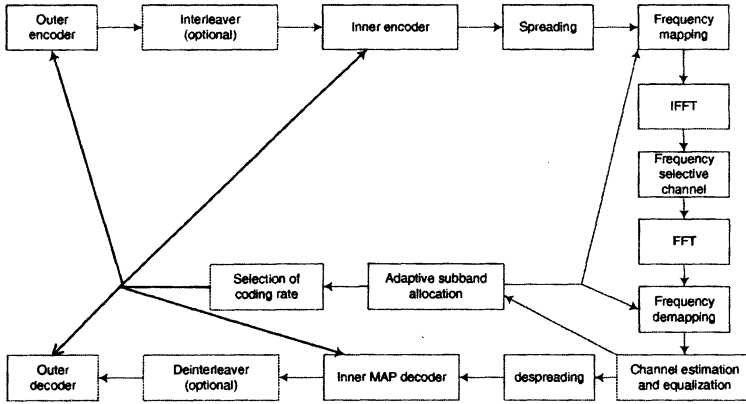 Outer
encoder
Interleaver
(optional)
Inner encoder
Spreading
Frequency
mapping
IFFT
Frequency
selective
channel
FFT
Selection of
coding rate
Adaptive subband
allocation
Frequency
demapping
Outer
decoder
Deinterleaver
(optional)
Inner MAP decoder
despreading
Channel estimation
and equalization